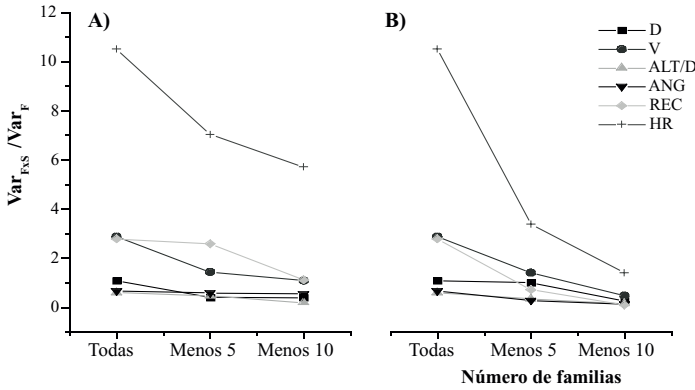 A)
B)
D
V
ALT/D
ANG
REC
HR
12
10
8
6
4
2
0
Var_FxS /Var_F
Todas Menos 5 Menos 10
Todas Menos 5 Menos 10
Número de familias